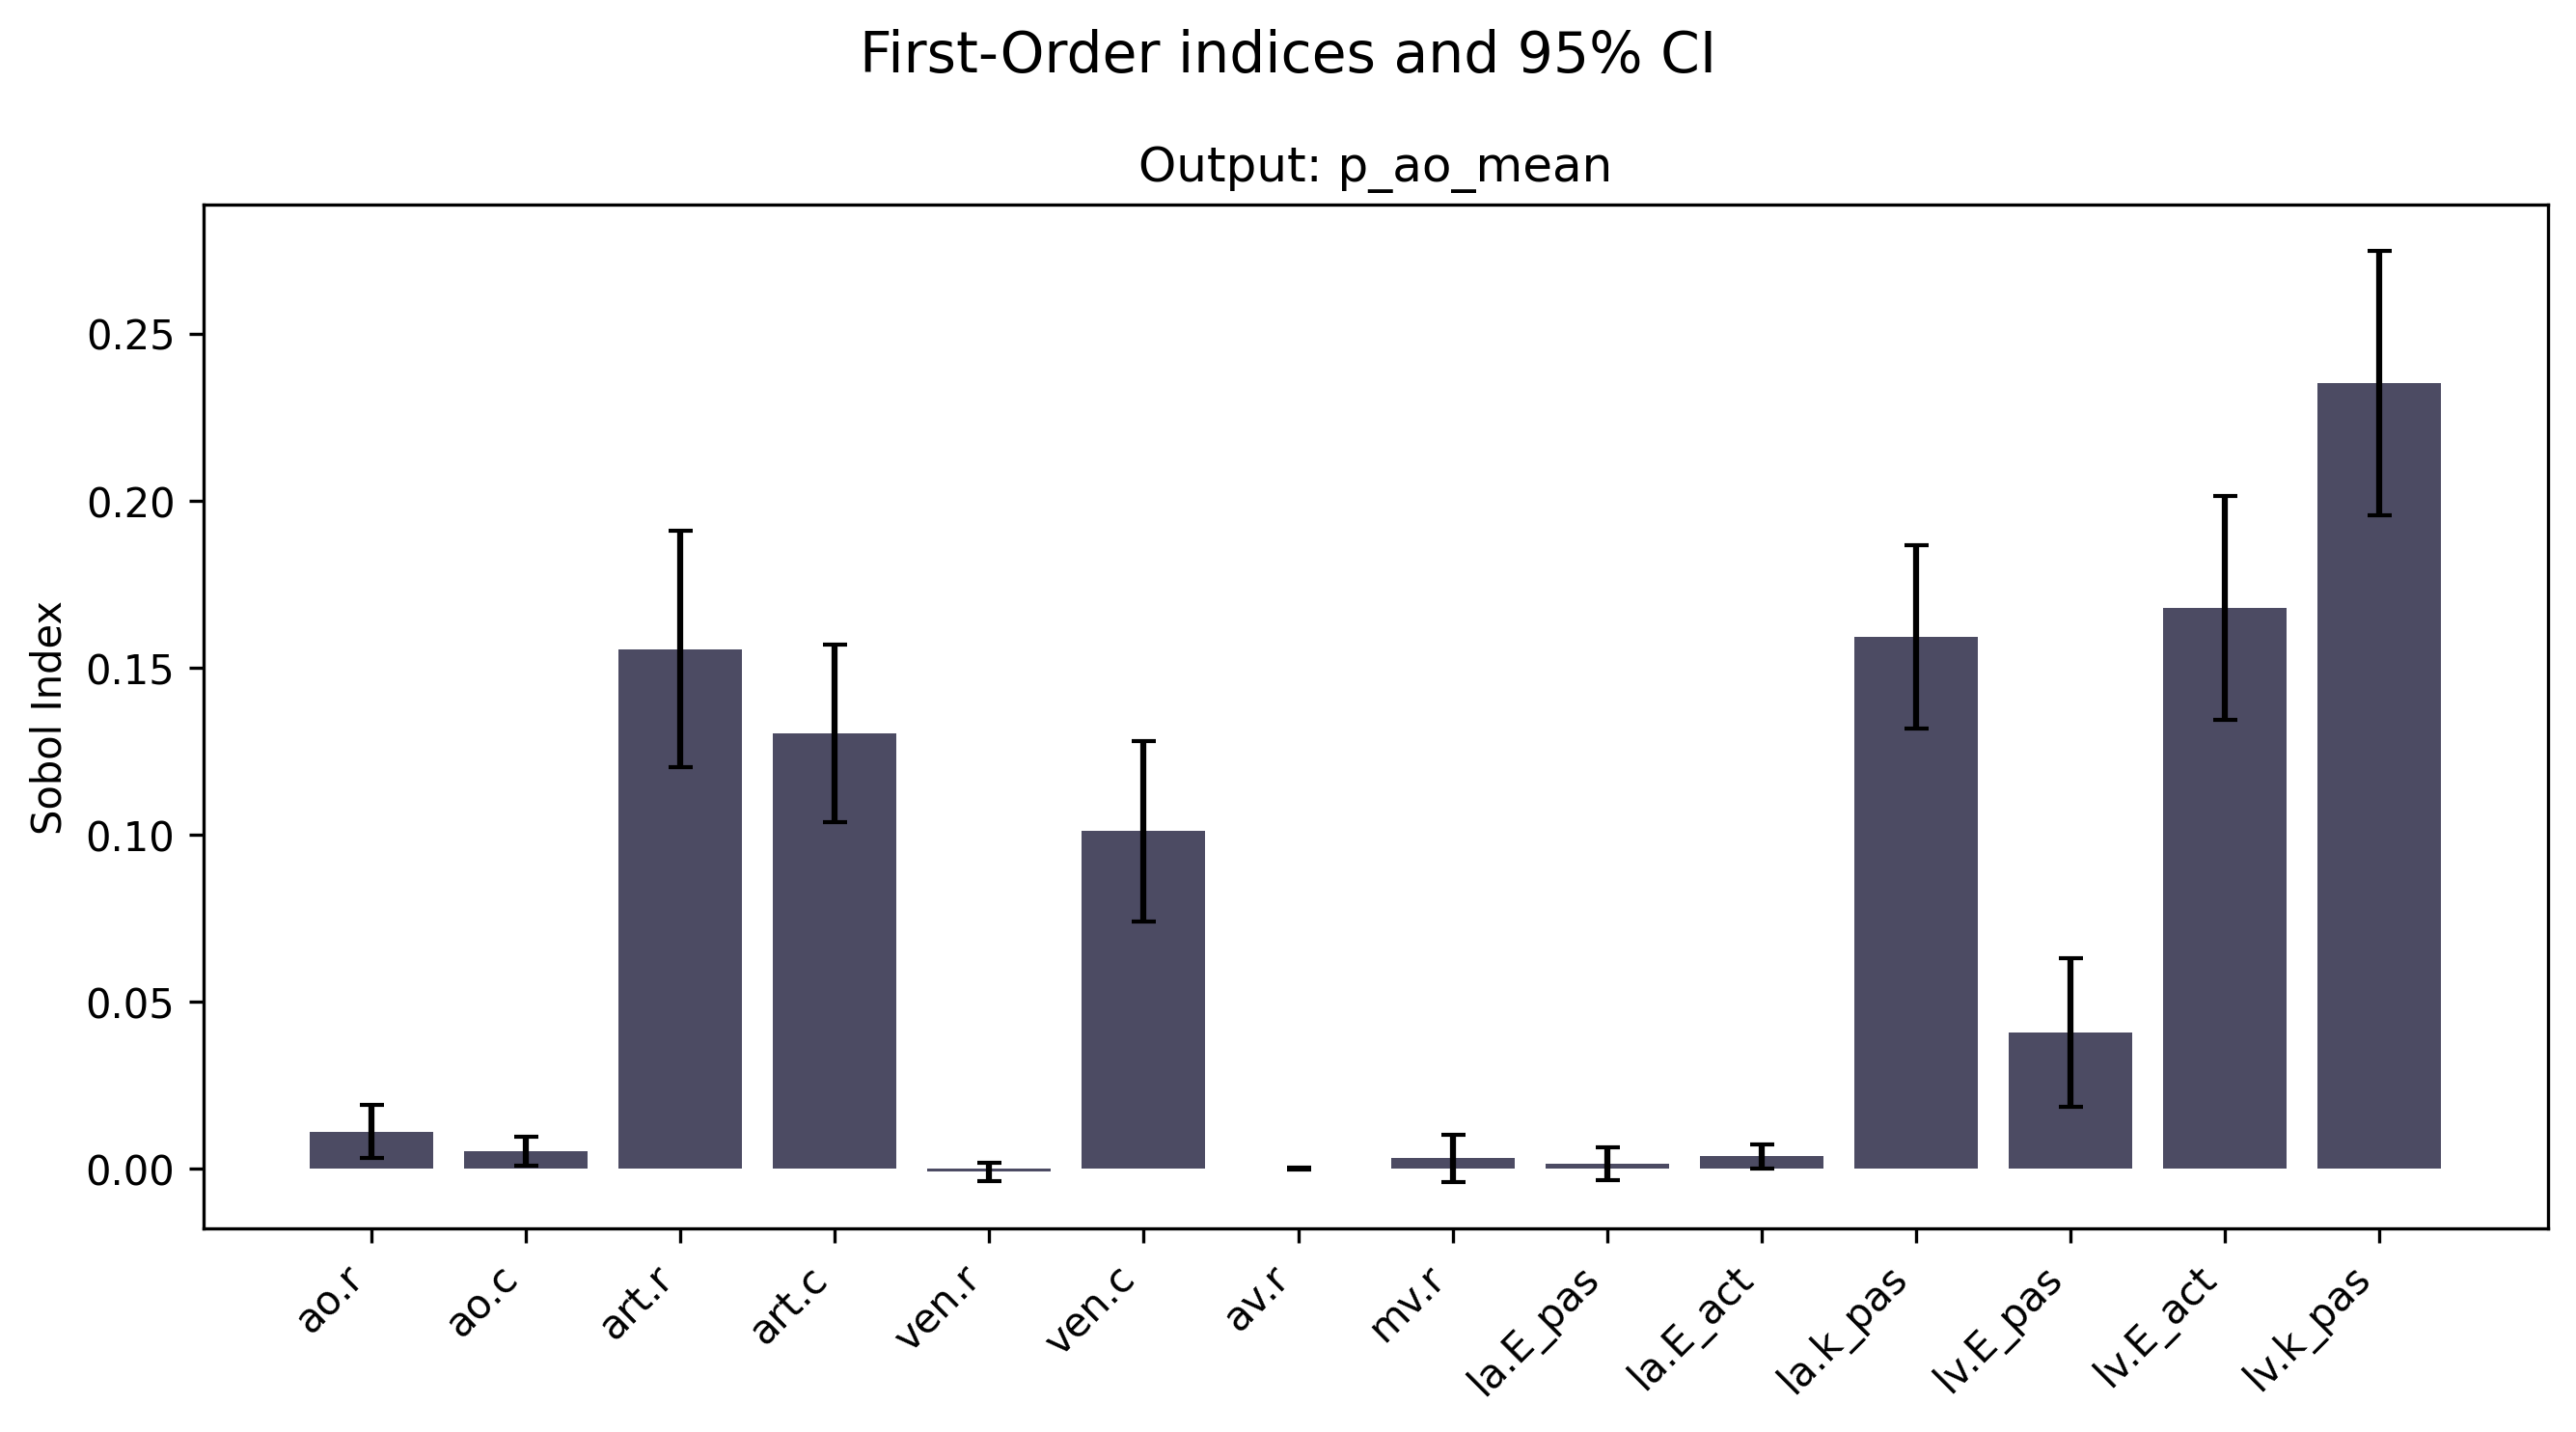 First-Order indices and 95% CI
Output: p_ao_mean
Sobol Index
0.25
0.20
0.15
0.10
0.05
0.00
ao.r
ao.c
art.r
art.c
ven.r
ven.c
av.r
mv.r
la.E_pas
la.E_act
la.k_pas
lv.E_pas
lv.E_act
lv.k_pas